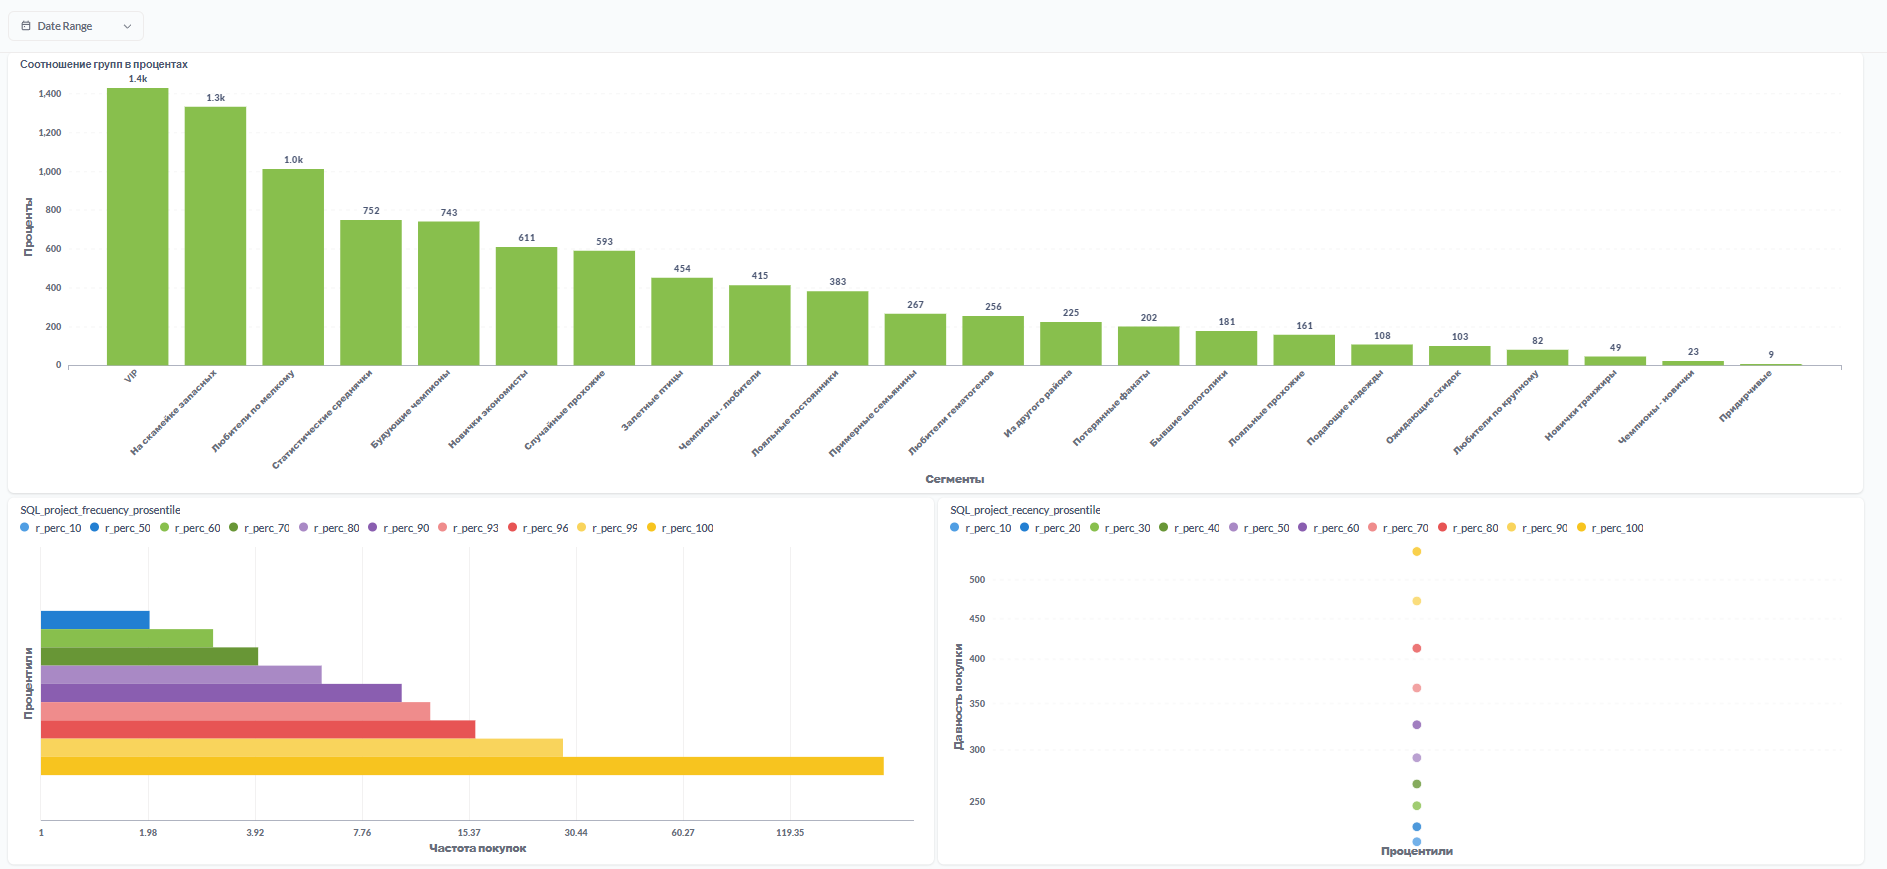 Date Range
Соотношение групп в процентах
1.4k
1.3k
1.0k
752
743
611
593
454
415
383
267
256
225
202
181
161
108
103
82
49
23
9
1,400
1,200
1,000
800
600
400
200
0
Проценты
VIP
На скамейке запасных
Любители по мелкому
Статистические среднячки
Будующие чемпионы
Новички экономисты
Случайные прохожие
Залетные птицы
Чемпионы - любители
Лояльные постоянники
Примерные семьянины
Любители гематогенов
Из другого района
Потерянные фанаты
Бывшие шопоголики
Лояльные прохожие
Подающие надежды
Ожидающие скидок
Любители по крупному
Новички транжиры
Чемпионы - новички
Придирчивые
Сегменты
SQL_project_frecuency_prosentile
r_perc_10 r_perc_50 r_perc_60 r_perc_70 r_perc_80 r_perc_90 r_perc_93 r_perc_96 r_perc_99 r_perc_100
Процентили
1 1.98 3.92 7.76 15.37 30.44 60.27 119.35
Частота покупок
SQL_project_recency_prosentile
r_perc_10 r_perc_20 r_perc_30 r_perc_40 r_perc_50 r_perc_60 r_perc_70 r_perc_80 r_perc_90 r_perc_100
500
450
400
350
300
250
Давность покупки
Процентили